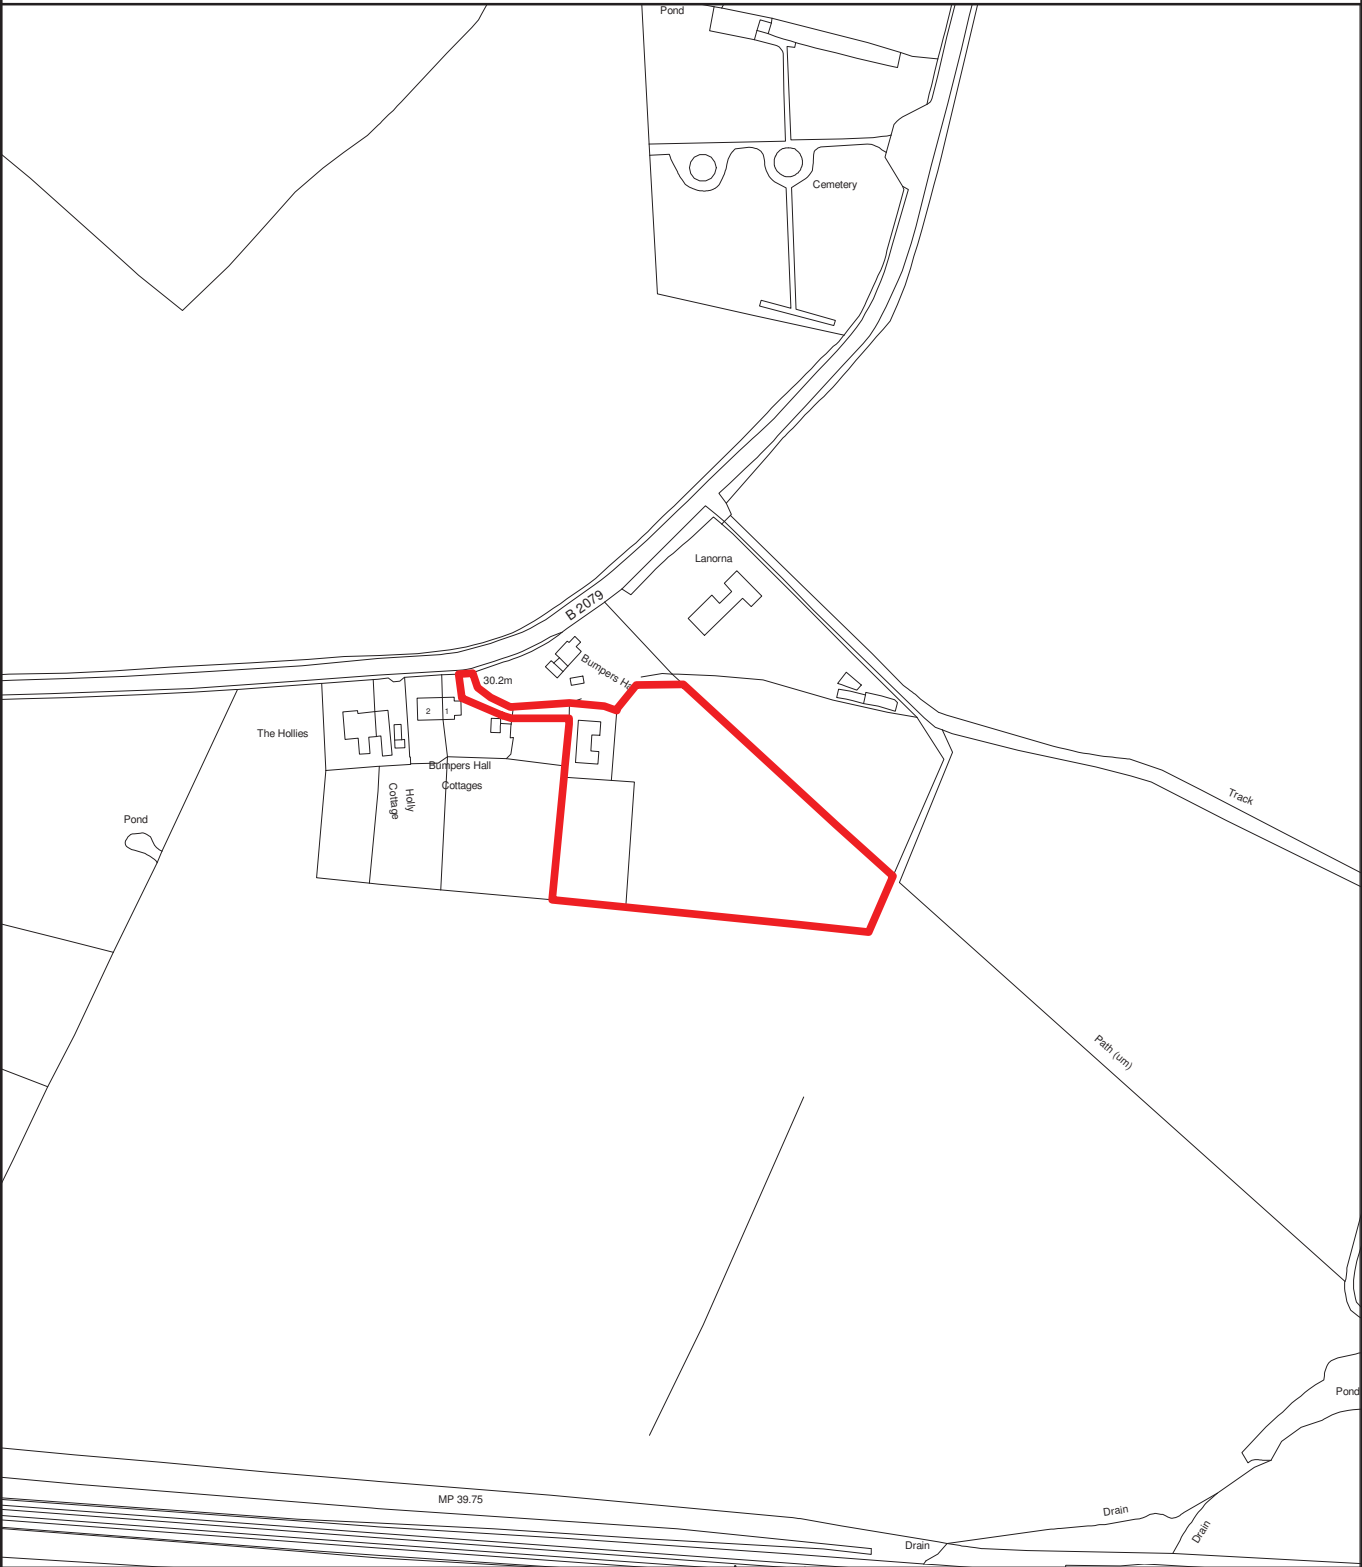 Pond
Cemetery
Lanorna
B 2079
Bumpers Ha
30.2m
2 1
The Hollies
Bumpers Hall
Cottages
Holly
Cottage
Pond
Track
Path (um)
Pond
MP 39.75
Drain
Drain
Drain